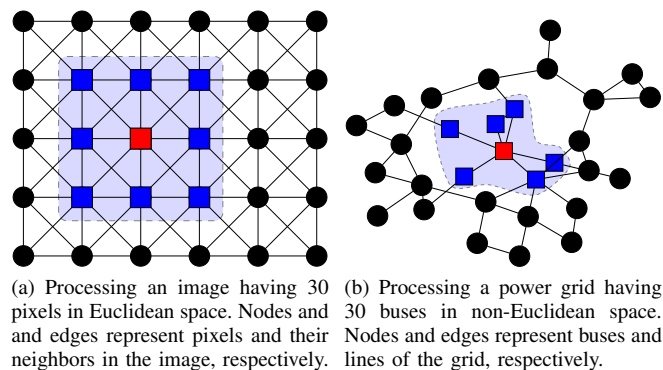 (a) Processing an image having 30
pixels in Euclidean space. Nodes and
and edges represent pixels and their
neighbors in the image, respectively.
(b) Processing a power grid having
30 buses in non-Euclidean space.
Nodes and edges represent buses and
lines of the grid, respectively.